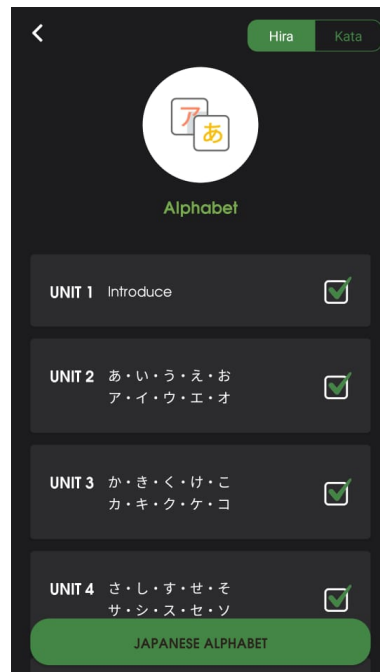 Hira Kata
ア
あ
Alphabet
UNIT 1 Introduce
UNIT 2 あ・い・う・え・お
ア・イ・ウ・エ・オ
UNIT 3 か・き・く・け・こ
カ・キ・ク・ケ・コ
UNIT 4 さ・し・す・せ・そ
サ・シ・ス・セ・ソ
JAPANESE ALPHABET